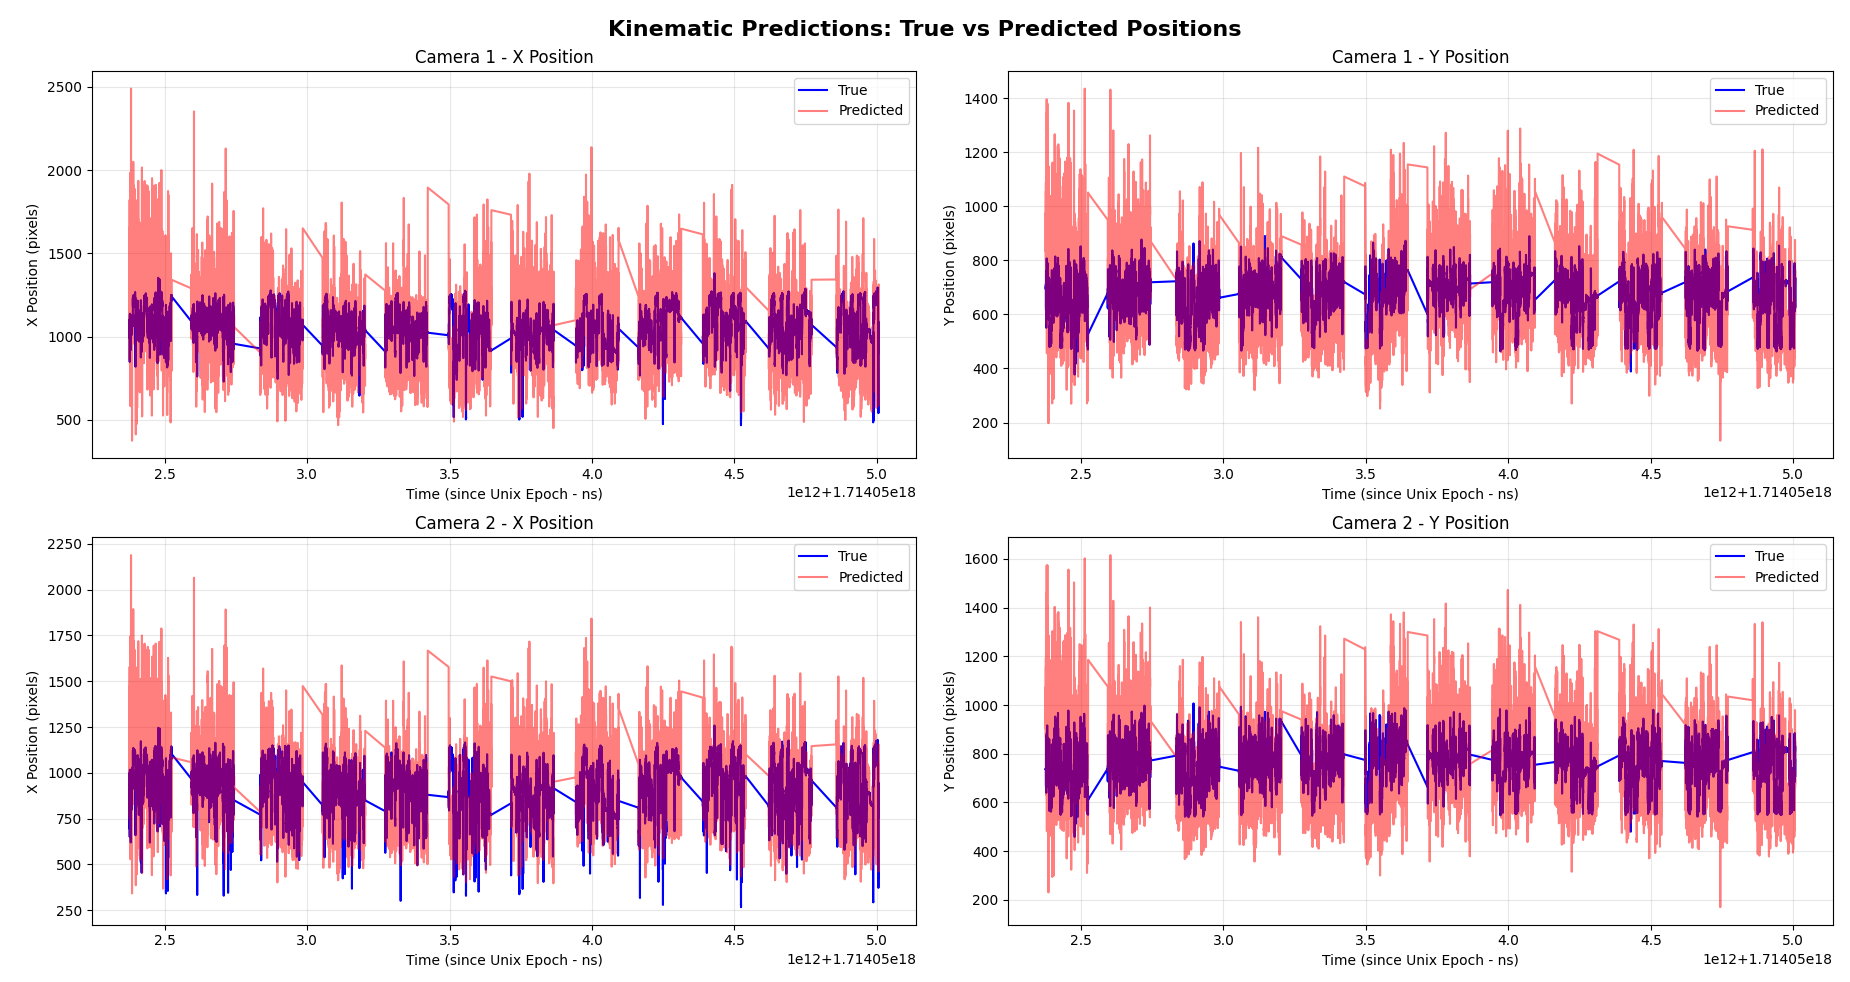 Kinematic Predictions: True vs Predicted Positions
Camera 1 - X Position
X Position (pixels)
2500
2000
1500
1000
500
True
Predicted
2.5 3.0 3.5 4.0 4.5 5.0
Time (since Unix Epoch - ns)
1e12+1.71405e18
Camera 1 - Y Position
Y Position (pixels)
1400
1200
1000
800
600
400
200
True
Predicted
2.5 3.0 3.5 4.0 4.5 5.0
Time (since Unix Epoch - ns)
1e12+1.71405e18
Camera 2 - X Position
X Position (pixels)
2250
2000
1750
1500
1250
1000
750
500
250
True
Predicted
2.5 3.0 3.5 4.0 4.5 5.0
Time (since Unix Epoch - ns)
1e12+1.71405e18
Camera 2 - Y Position
Y Position (pixels)
1600
1400
1200
1000
800
600
400
200
True
Predicted
2.5 3.0 3.5 4.0 4.5 5.0
Time (since Unix Epoch - ns)
1e12+1.71405e18